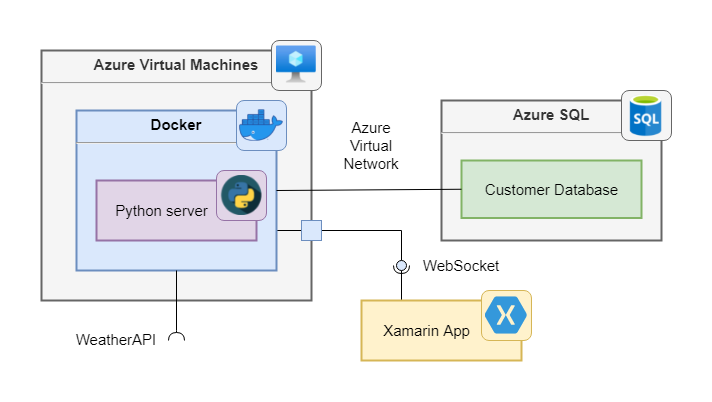 Azure Virtual Machines
Docker
Python server
Azure
Virtual
Network
Azure SQL
SQL
Customer Database
WebSocket
WeatherAPI
Xamarin App
X